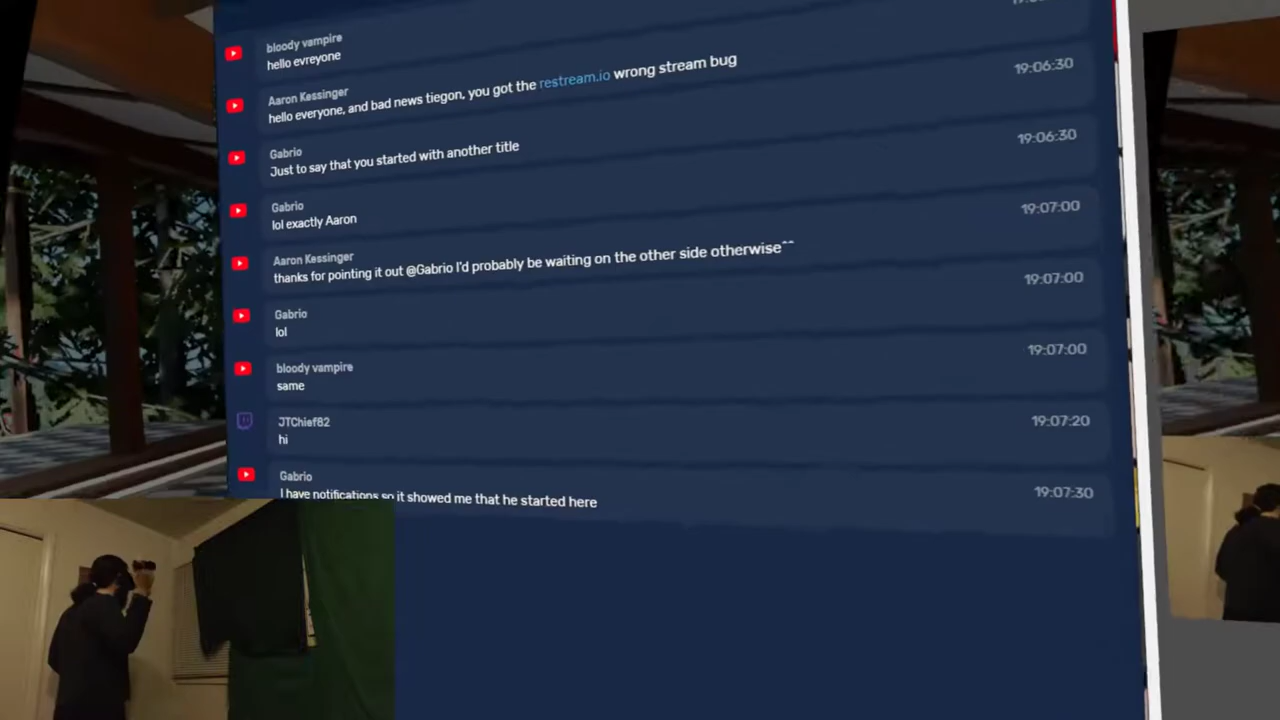 bloody vampire
hello evreyone
Aaron Kessinger
19:06:30
hello everyone, and bad news tiegon, you got the restream.io wrong stream bug
Gabrio
19:06:30
Just to say that you started with another title
Gabrio
19:07:00
lol exactly Aaron
Aaron Kessinger
19:07:00
thanks for pointing it out @Gabrio I'd probably be waiting on the other side otherwise^^
Gabrio
19:07:00
lol
bloody vampire
same
JTChief82
19:07:20
hi
Gabrio
19:07:30
I have notifications so it showed me that he started here